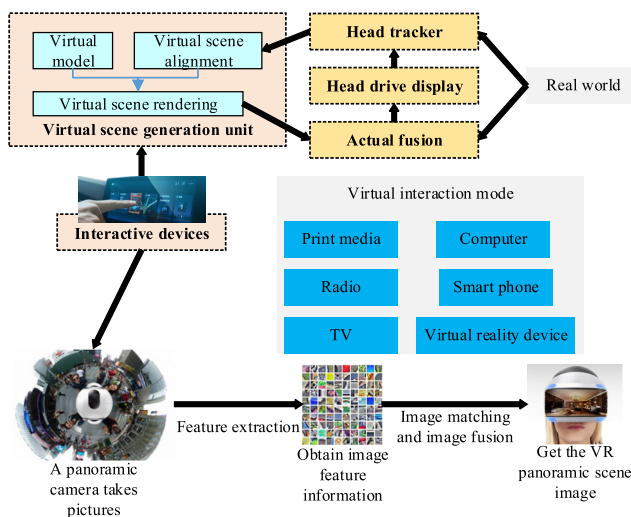 Virtual
model
Virtual scene
alignment
Virtual scene rendering
Virtual scene generation unit
Head tracker
Head drive display
Actual fusion
Real world
Interactive devices
Virtual interaction mode
Print media
Computer
Radio
Smart phone
TV
Virtual reality device
A panoramic
camera takes
pictures
Feature extraction
Obtain image
feature
information
Image matching
and image fusion
Get the VR
panoramic scene
image